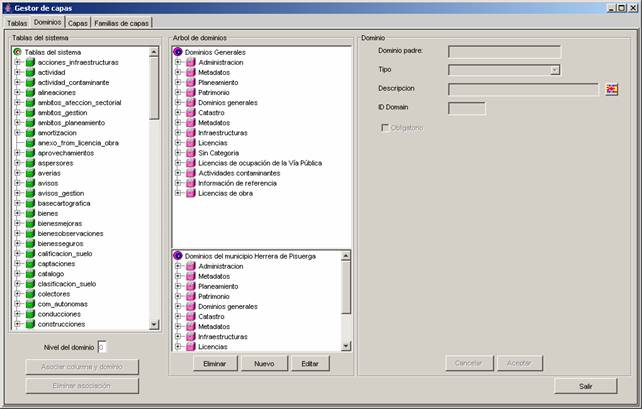 Gestor de capas
Tablas Dominios Capas Familias de capas
Tablas del sistema
Tablas del sistema
acciones_infraestructuras
actividad
actividad_contaminante
alineaciones
ambitos_afeccion_sectorial
ambitos_gestion
ambitos_planeamiento
amortizacion
anexo_from_licencia_obra
aprovechamientos
aspersores
averias
avisos
avisos_gestion
basecartografica
bienes
bienesmejoras
bienesobservaciones
bienesseguros
calificacion_suelo
captaciones
catalogo
clasificacion_suelo
colectores
com_autonomas
conducciones
construcciones
Nivel del dominio 0
Asociar columna y dominio
Eliminar asociación
Arbol de dominios
Dominios Generales
Administracion
Metadatos
Planeamiento
Patrimonio
Dominios generales
Catastro
Metadatos
Infraestructuras
Licencias
Sin Categoria
Licencias de ocupación de la Vía Pública
Actividades contaminantes
Información de referencia
Licencias de obra
Dominios del municipio Herrera de Pisuerga
Administracion
Metadatos
Planeamiento
Patrimonio
Dominios generales
Catastro
Metadatos
Infraestructuras
Licencias
Eliminar Nuevo Editar
Dominio
Dominio padre:
Tipo
Descripcion
ID Domain
Obligatorio
Cancelar Aceptar
Salir